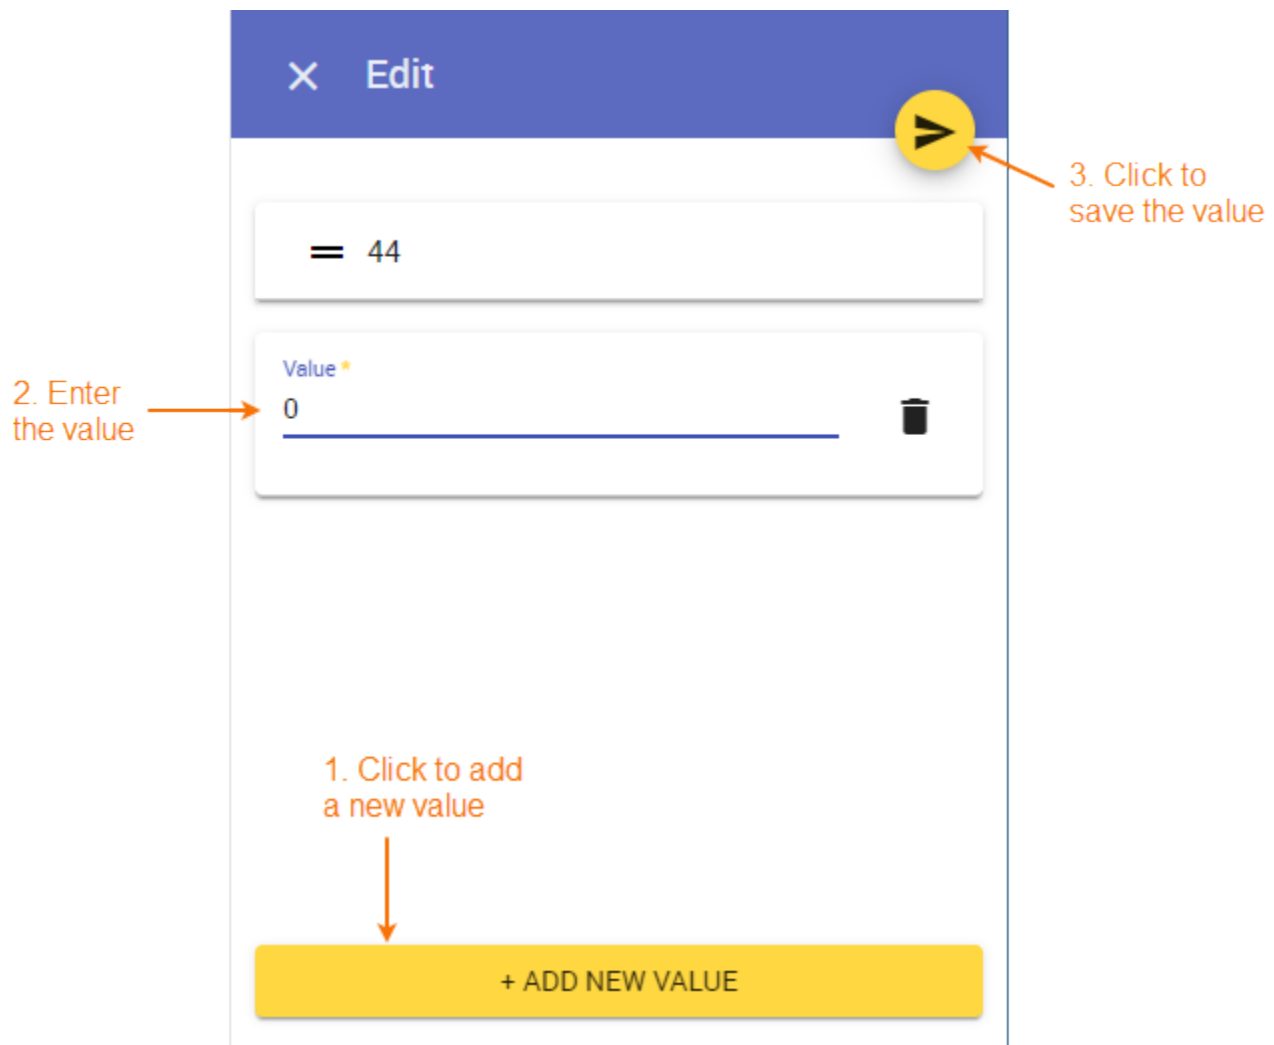 Edit
3. Click to
save the value
44
Value *
2. Enter
the value
0
1. Click to add
a new value
+ ADD NEW VALUE